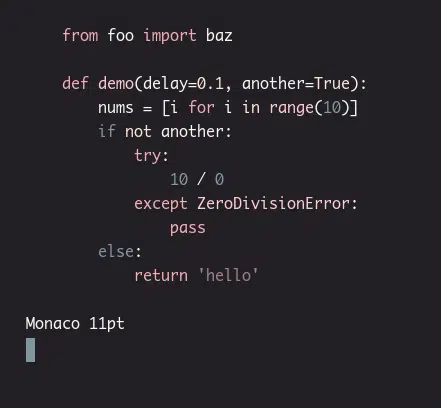 from foo import baz
def demo(delay=0.1, another=True):
    nums = [i for i in range(10)]
    if not another:
        try:
            10 / 0
        except ZeroDivisionError:
            pass
    else:
        return 'hello'
Monaco 11pt